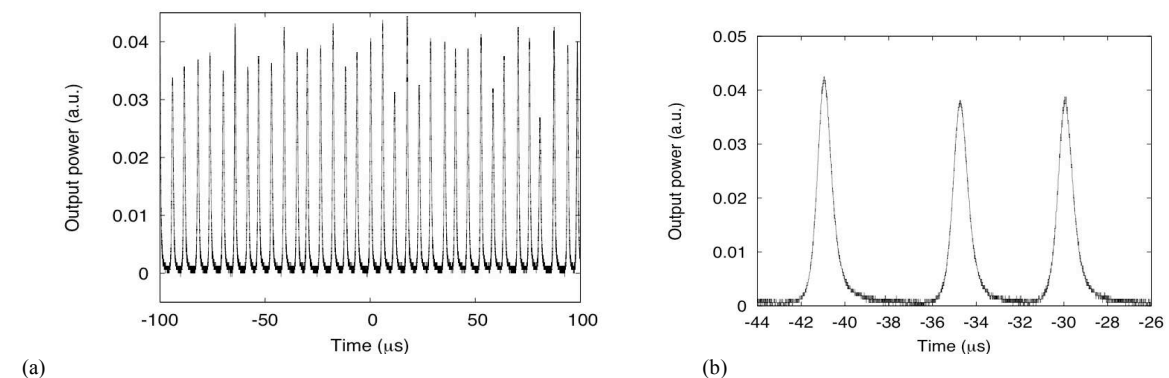 0.04
0.03
0.02
0.01
0
Output power (a.u.)
-100 -50 0 50 100
Time (μs)
(a)
0.05
0.04
0.03
0.02
0.01
0
Output power (a.u.)
-44 -42 -40 -38 -36 -34 -32 -30 -28 -26
Time (μs)
(b)